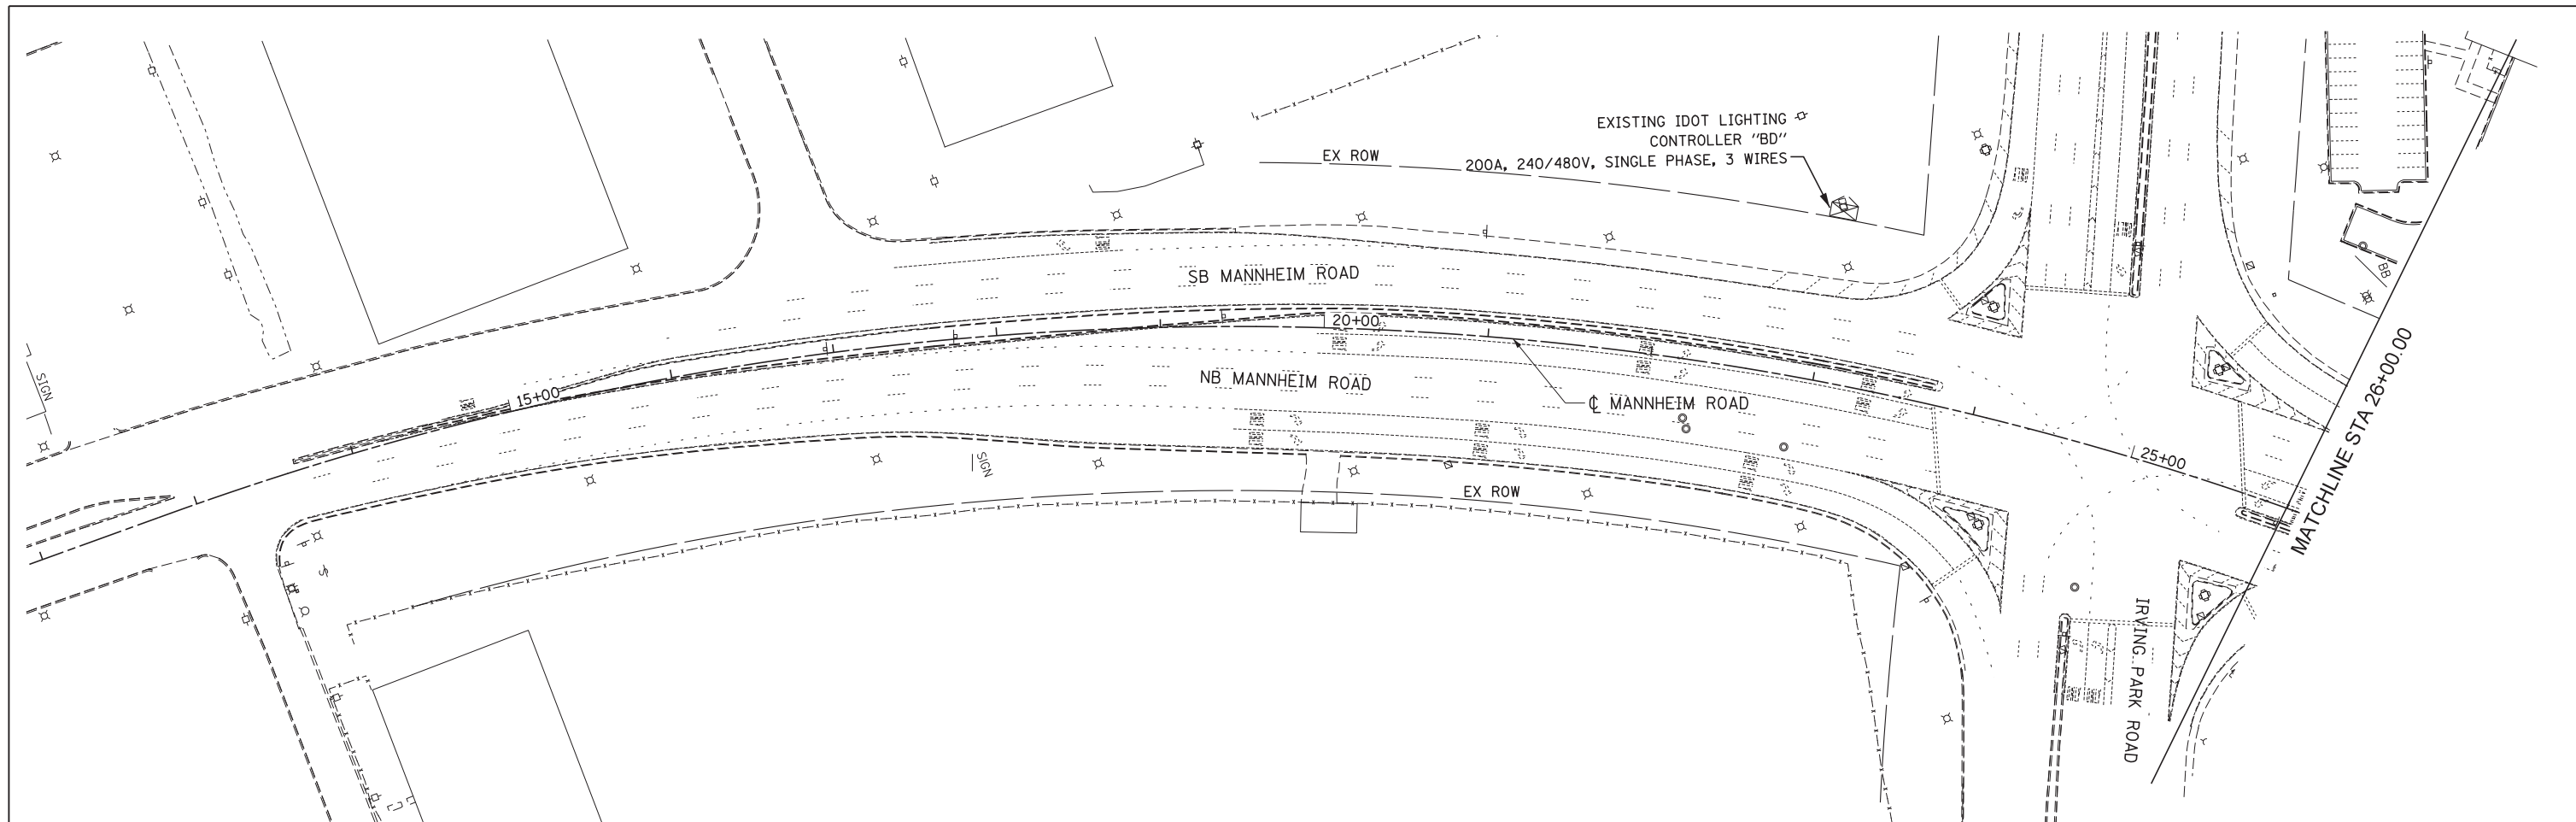 EXISTING IDOT LIGHTING
CONTROLLER "BD"
200A, 240/480V, SINGLE PHASE, 3 WIRES
EX ROW
SB MANNHEIM ROAD
20+00
NB MANNHEIM ROAD
15+00
℄ MANNHEIM ROAD
25+00
SIGN
SIGN
EX ROW
BB
MATCHLINE STA 26+00.00
IRVING PARK ROAD